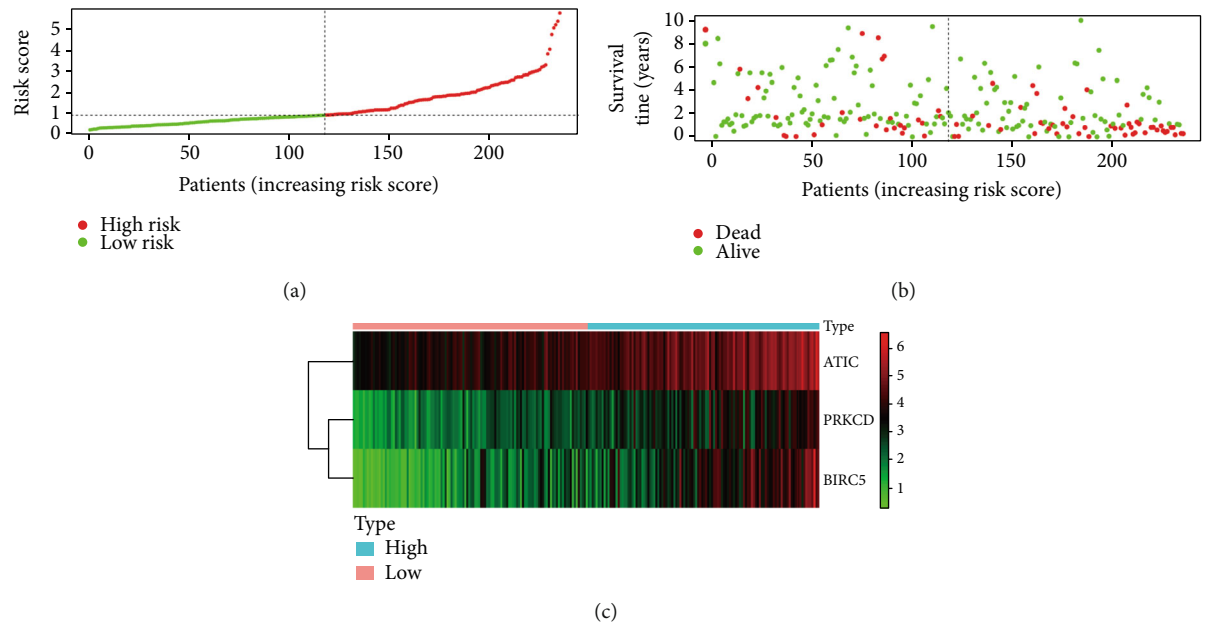 Risk score
5
4
3
2
1
1
0
0
50
100
150
200
Patients (increasing risk score)
High risk
Low risk
(a)
Survival
tine (years)
10
8
6
4
2
0
0
50
100
150
200
Patients (increasing risk score)
Dead
Alive
(b)
Type
ATIC
PRKCD
BIRC5
6
5
4
3
2
1
Type
High
Low
(c)